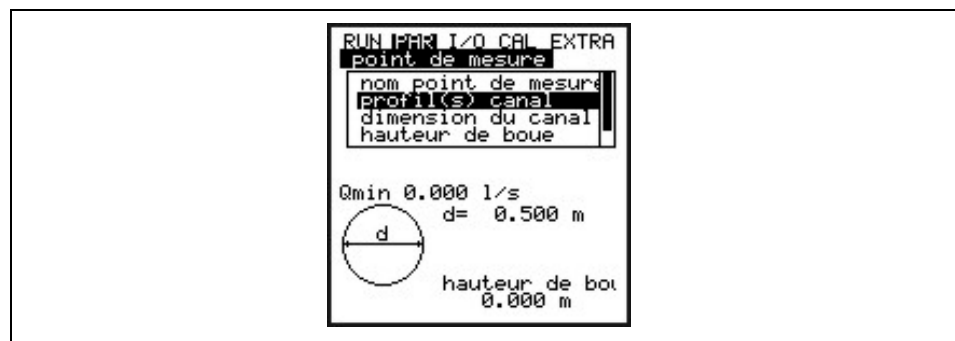 RUN PAR I/O CAL EXTRA
point de mesure
nom point de mesure
profil(s) canal
dimension du canal
hauteur de boue
Qmin 0.000 l/s
d= 0.500 m
d
hauteur de bou
0.000 m